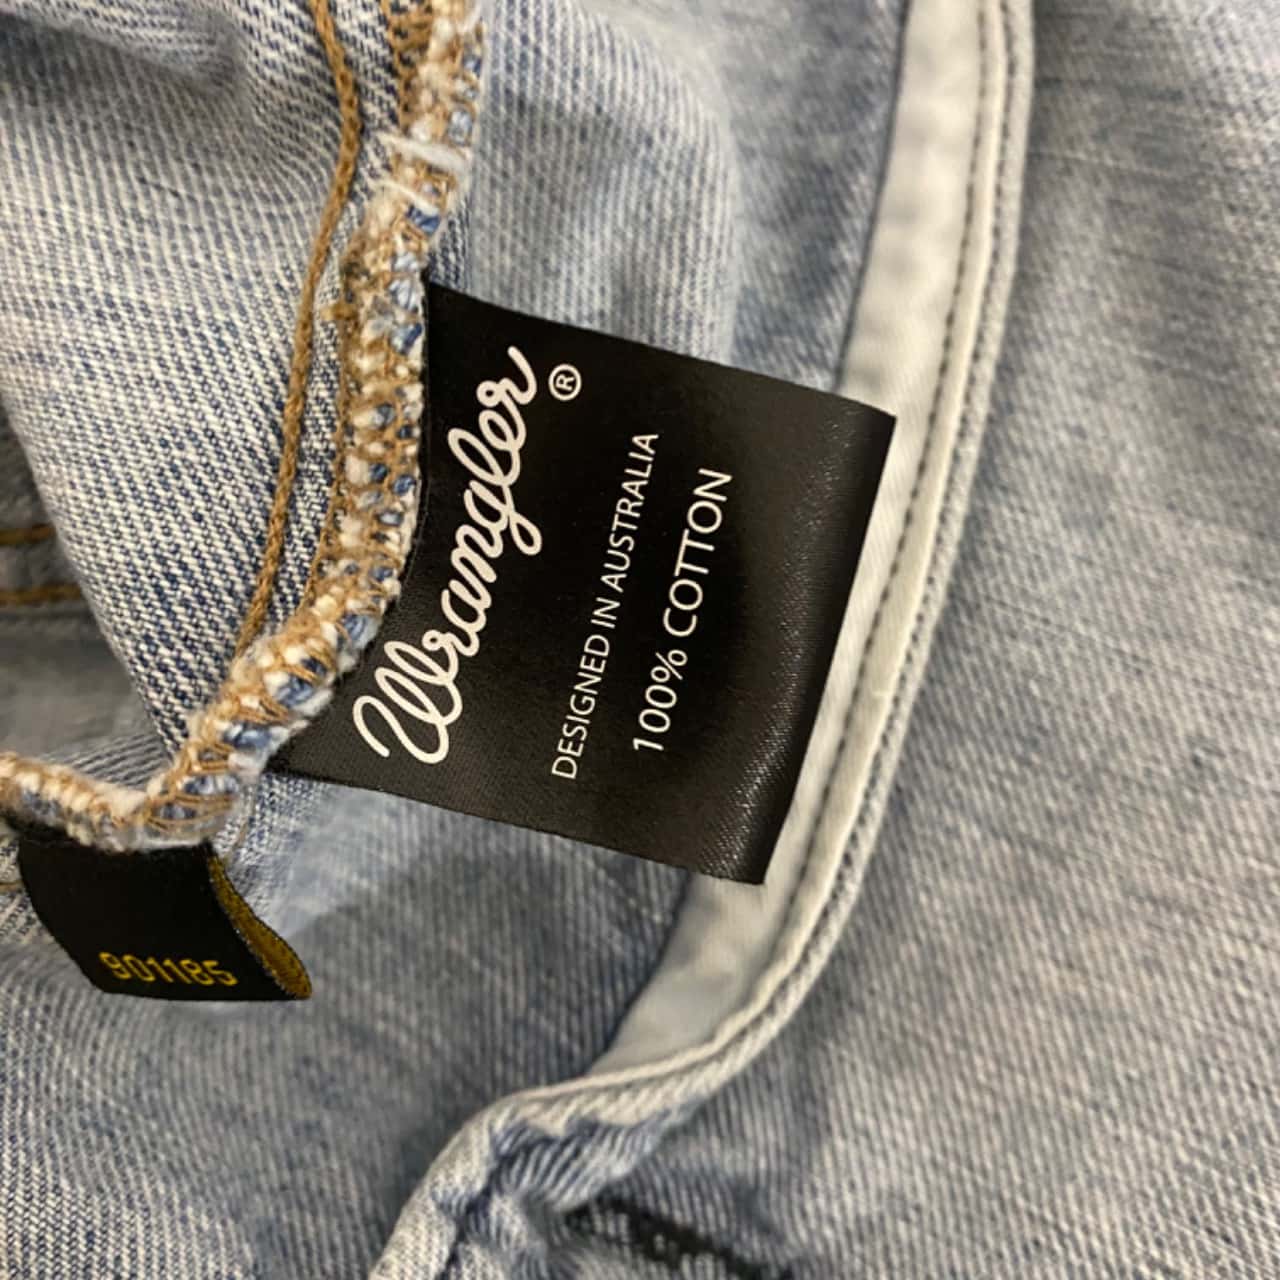 Wrangler®
DESIGNED IN AUSTRALIA
100% COTTON
901185